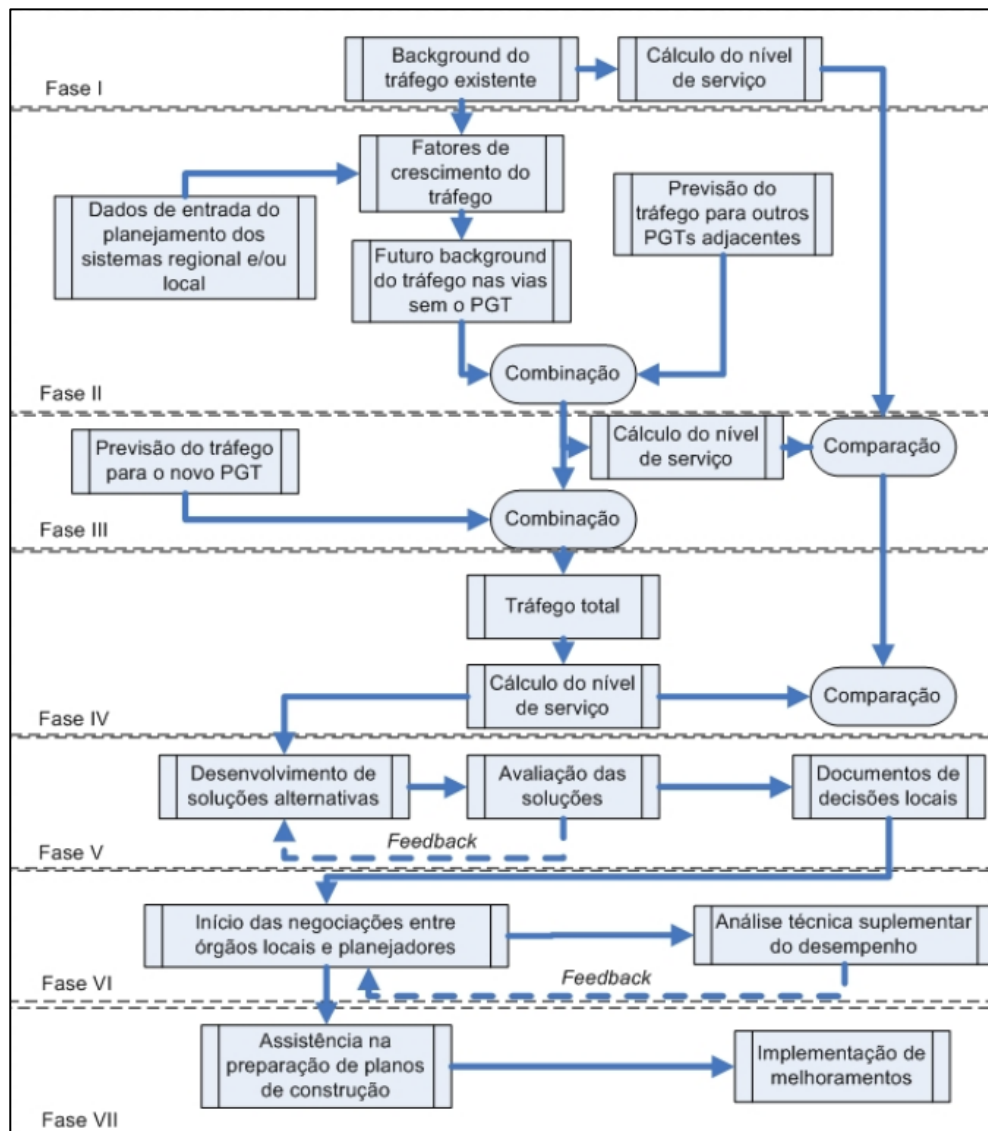 Background do
tráfego existente
Cálculo do nível
de serviço
Fase I
Fatores de
crescimento do
tráfego
Dados de entrada do
planejamento dos
sistemas regional e/ou
local
Previsão do
tráfego para outros
PGTs adjacentes
Futuro background
do tráfego nas vias
sem o PGT
Combinação
Fase II
Previsão do tráfego
para o novo PGT
Cálculo do nível
de serviço
Comparação
Combinação
Fase III
Tráfego total
Cálculo do nível
de serviço
Comparação
Fase IV
Desenvolvimento de
soluções alternativas
Avaliação das
soluções
Documentos de
decisões locais
Feedback
Fase V
Início das negociações entre
órgãos locais e planejadores
Análise técnica suplementar
do desempenho
Feedback
Fase VI
Assistência na
preparação de planos
de construção
Implementação de
melhoramentos
Fase VII